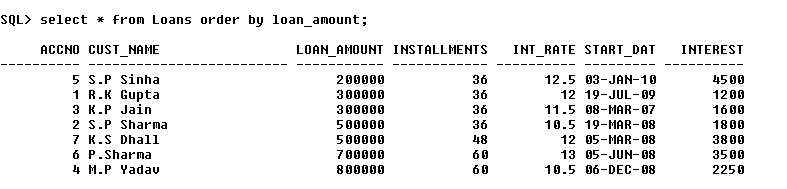 SQL> select * from Loans order by loan_amount;
ACCNO CUST_NAME LOAN_AMOUNT INSTALLMENTS INT_RATE START_DAT INTEREST
---------- ------------------------- ----------- ------------ ---------- --------- ----------
5 S.P Sinha 200000 36 12.5 03-JAN-10 4500
1 R.K Gupta 300000 36 12 19-JUL-09 1200
3 K.P Jain 300000 36 11.5 08-MAR-07 1600
2 S.P Sharma 500000 36 10.5 19-MAR-08 1800
7 K.S Dhall 500000 48 12 05-MAR-08 3800
6 P.Sharma 700000 60 13 05-JUN-08 3500
4 M.P Yadav 800000 60 10.5 06-DEC-08 2250